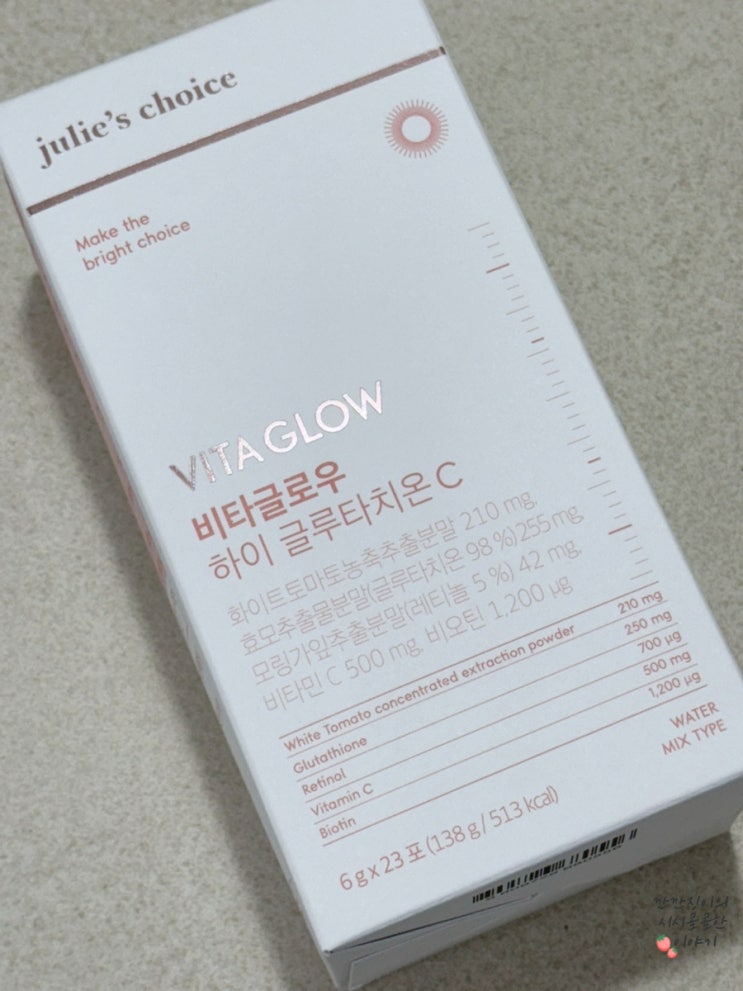 julie's choice
Make the
bright choice
VITAGLOW
비타글로우
하이 글루타치온 C
화이트토마토농축추출분말 210 mg,
효모추출물분말(글루타치온 98 %)255 mg,
모링가잎추출분말(레티놀 5 %) 42 mg,
비타민 C 500 mg, 비오틴 1,200 µg
White Tomato concentrated extraction powder 210 mg
Glutathione 250 mg
Retinol 700 µg
Vitamin C 500 mg
Biotin 1,200 µg
WATER
MIX TYPE
6 g x 23 포 (138 g / 513 kcal)
이야기